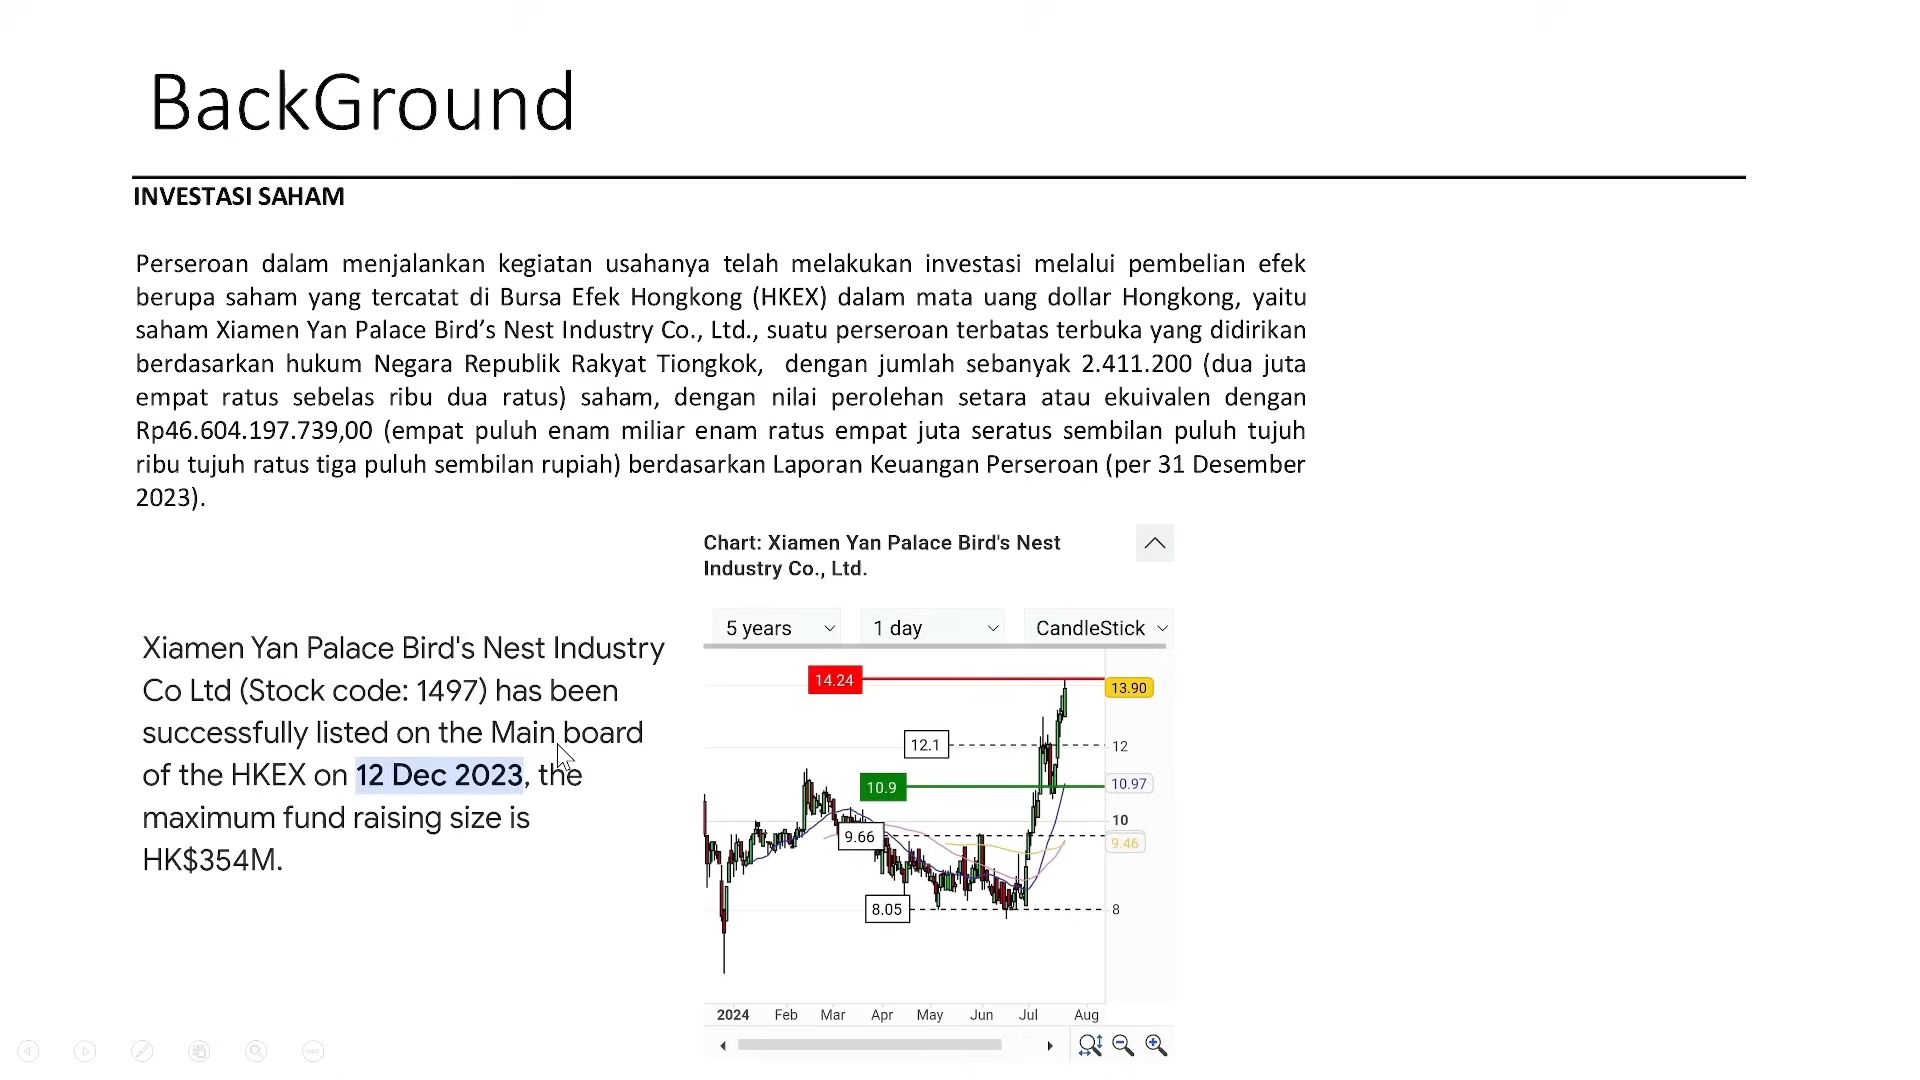 BackGround
INVESTASI SAHAM
Perseroan dalam menjalankan kegiatan usahanya telah melakukan investasi melalui pembelian efek
berupa saham yang tercatat di Bursa Efek Hongkong (HKEX) dalam mata uang dollar Hongkong, yaitu
saham Xiamen Yan Palace Bird’s Nest Industry Co., Ltd., suatu perseroan terbatas terbuka yang didirikan
berdasarkan hukum Negara Republik Rakyat Tiongkok, dengan jumlah sebanyak 2.411.200 (dua juta
empat ratus sebelas ribu dua ratus) saham, dengan nilai perolehan setara atau ekuivalen dengan
Rp46.604.197.739,00 (empat puluh enam miliar enam ratus empat juta seratus sembilan puluh tujuh
ribu tujuh ratus tiga puluh sembilan rupiah) berdasarkan Laporan Keuangan Perseroan (per 31 Desember
2023).
Xiamen Yan Palace Bird's Nest Industry
Co Ltd (Stock code: 1497) has been
successfully listed on the Main board
of the HKEX on 12 Dec 2023, the
maximum fund raising size is
HK$354M.
Chart: Xiamen Yan Palace Bird's Nest
Industry Co., Ltd.
5 years 1 day CandleStick
14.24
13.90
12.1
12
10.9
10.97
10
9.66
9.46
8.05
8
2024 Feb Mar Apr May Jun Jul Aug